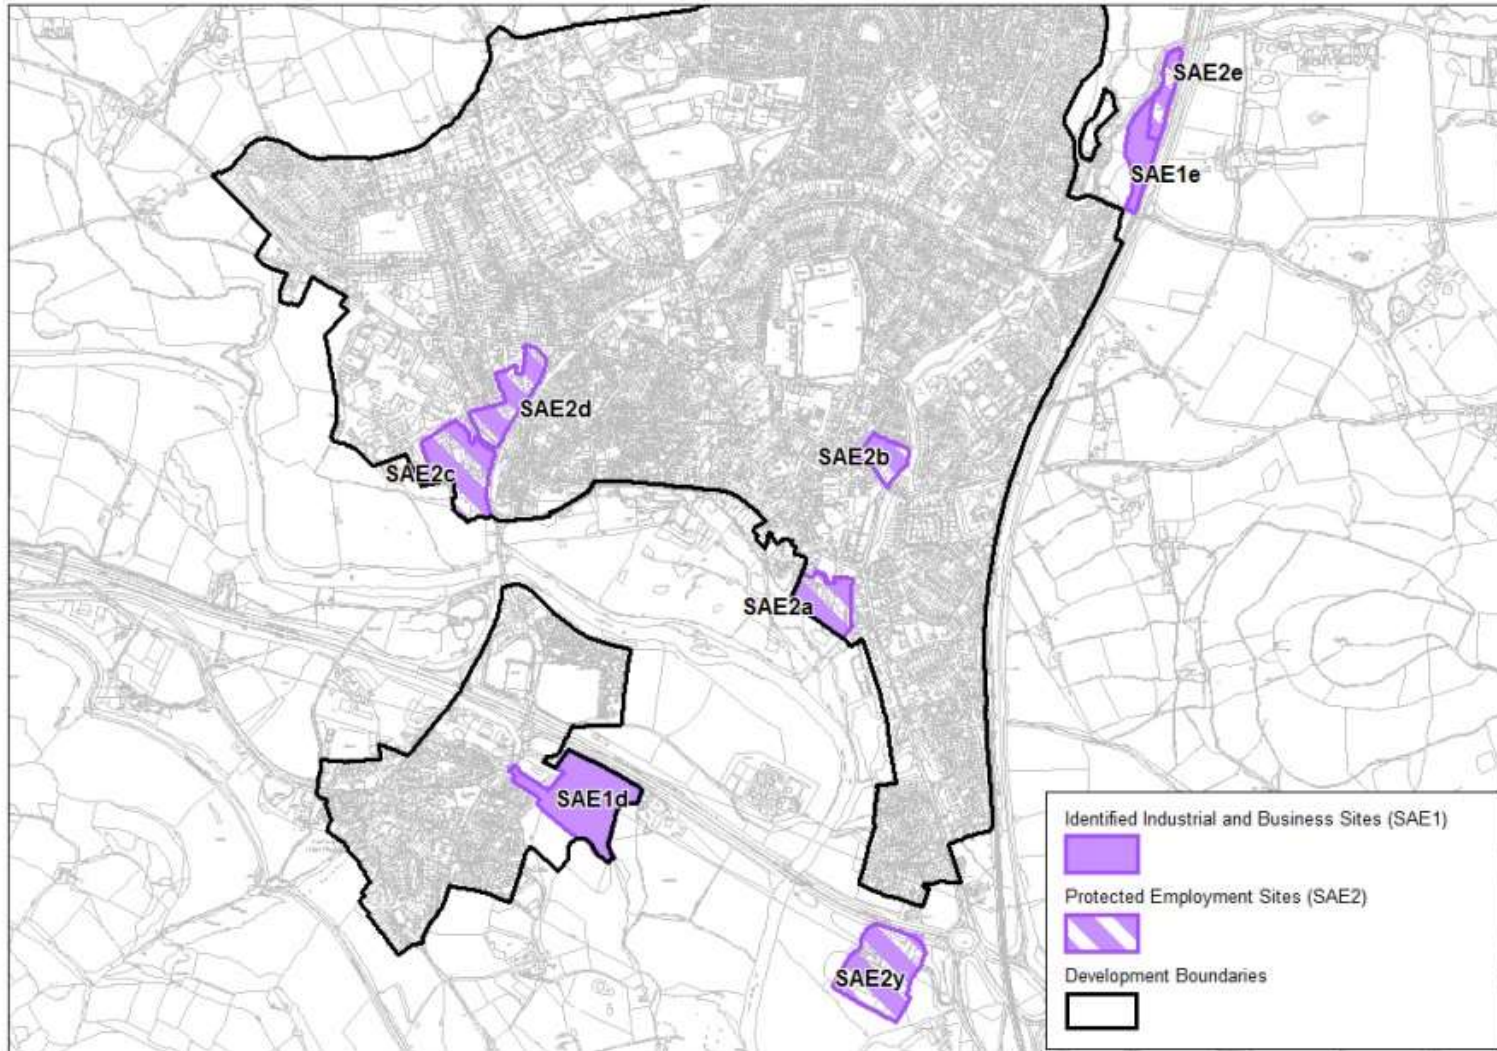 SAE2e
SAE1e
SAE2d
SAE2b
SAE2c
SAE2a
SAE1d
SAE2y
Identified Industrial and Business Sites (SAE1)
Protected Employment Sites (SAE2)
Development Boundaries